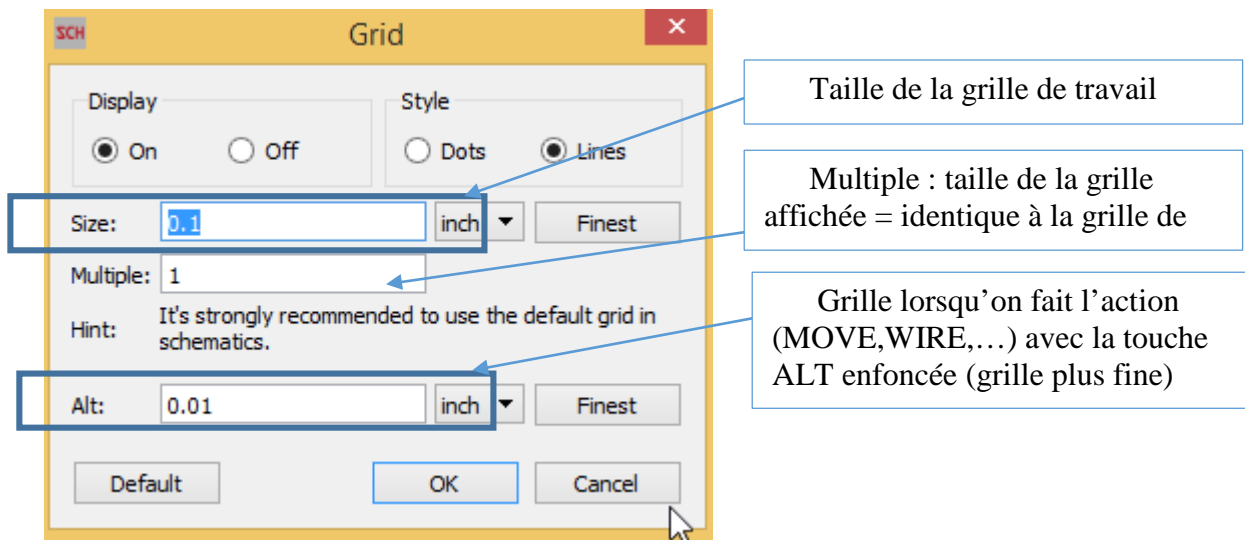 SCH Grid
Display
On Off
Style
Dots Lines
Size: 0.1 inch Finest
Multiple: 1
Hint: It's strongly recommended to use the default grid in
schematics.
Alt: 0.01 inch Finest
Default OK Cancel
Taille de la grille de travail
Multiple : taille de la grille
affichée = identique à la grille de
Grille lorsqu’on fait l’action
(MOVE,WIRE,…) avec la touche
ALT enfoncée (grille plus fine)